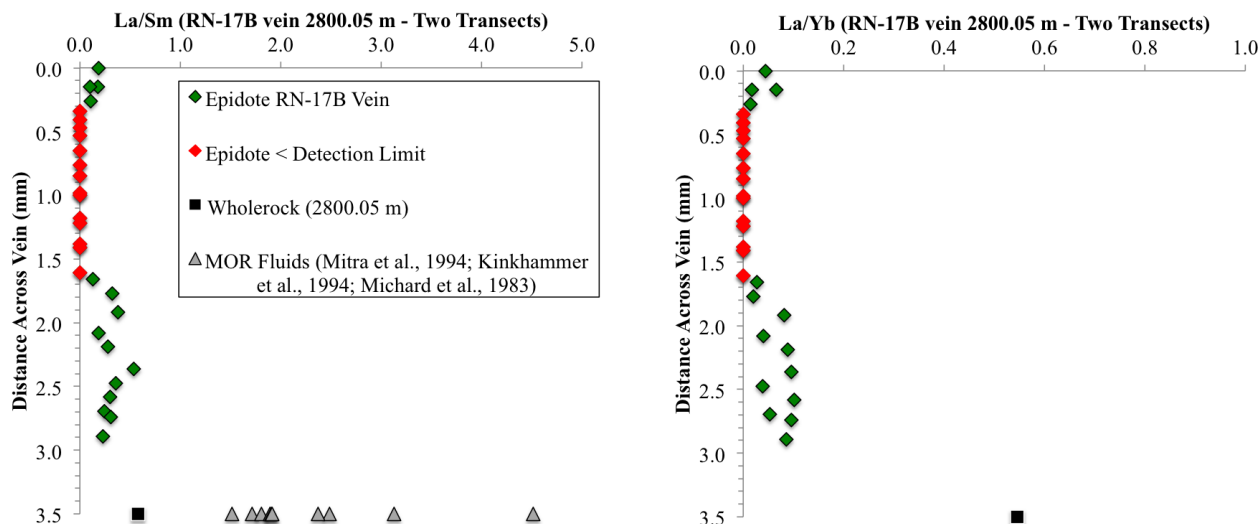 La/Sm (RN-17B vein 2800.05 m - Two Transects)
0.0 1.0 2.0 3.0 4.0 5.0
0.0
0.5
1.0
1.5
2.0
2.5
3.0
3.5
Distance Across Vein (mm)
Epidote RN-17B Vein
Epidote < Detection Limit
Wholerock (2800.05 m)
MOR Fluids (Mitra et al., 1994; Kinkhammer
et al., 1994; Michard et al., 1983)
La/Yb (RN-17B vein 2800.05 m - Two Transects)
0.0 0.2 0.4 0.6 0.8 1.0
0.0
0.5
1.0
1.5
2.0
2.5
3.0
3.5
Distance Across Vein (mm)